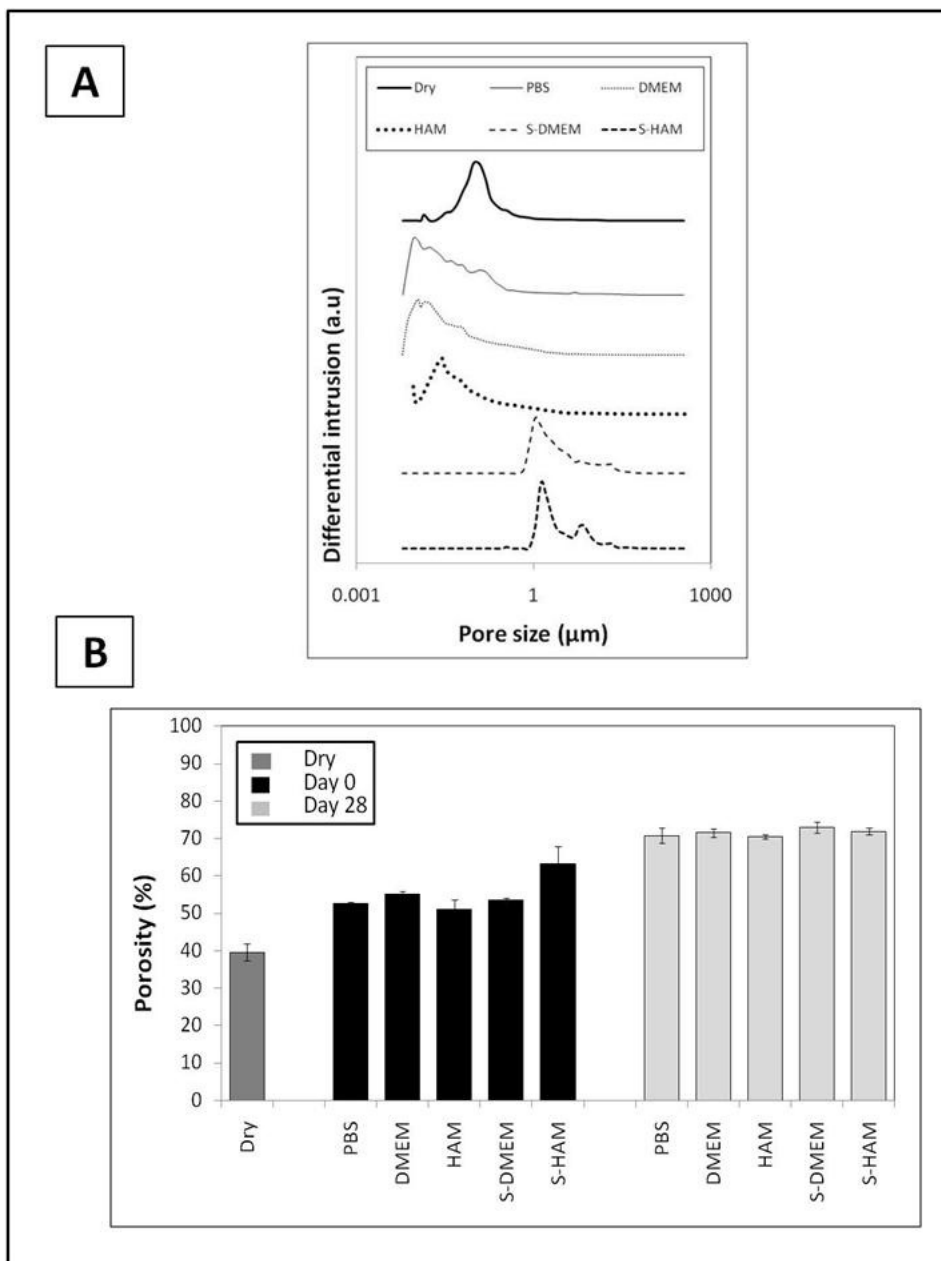 A
Dry PBS DMEM
HAM S-DMEM S-HAM
Differential intrusion (a.u)
0.001 1 1000
Pore size (µm)
B
100
90
80
70
60
50
40
30
20
10
0
Porosity (%)
Dry
Day 0
Day 28
Dry PBS DMEM HAM S-DMEM S-HAM PBS DMEM HAM S-DMEM S-HAM